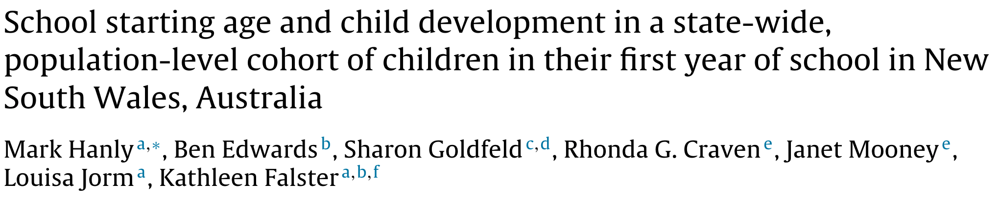 School starting age and child development in a state-wide,
population-level cohort of children in their first year of school in New
South Wales, Australia
Mark Hanly a,*, Ben Edwards b, Sharon Goldfeld c,d, Rhonda G. Craven e, Janet Mooney e,
Louisa Jorm a, Kathleen Falster a,b,f